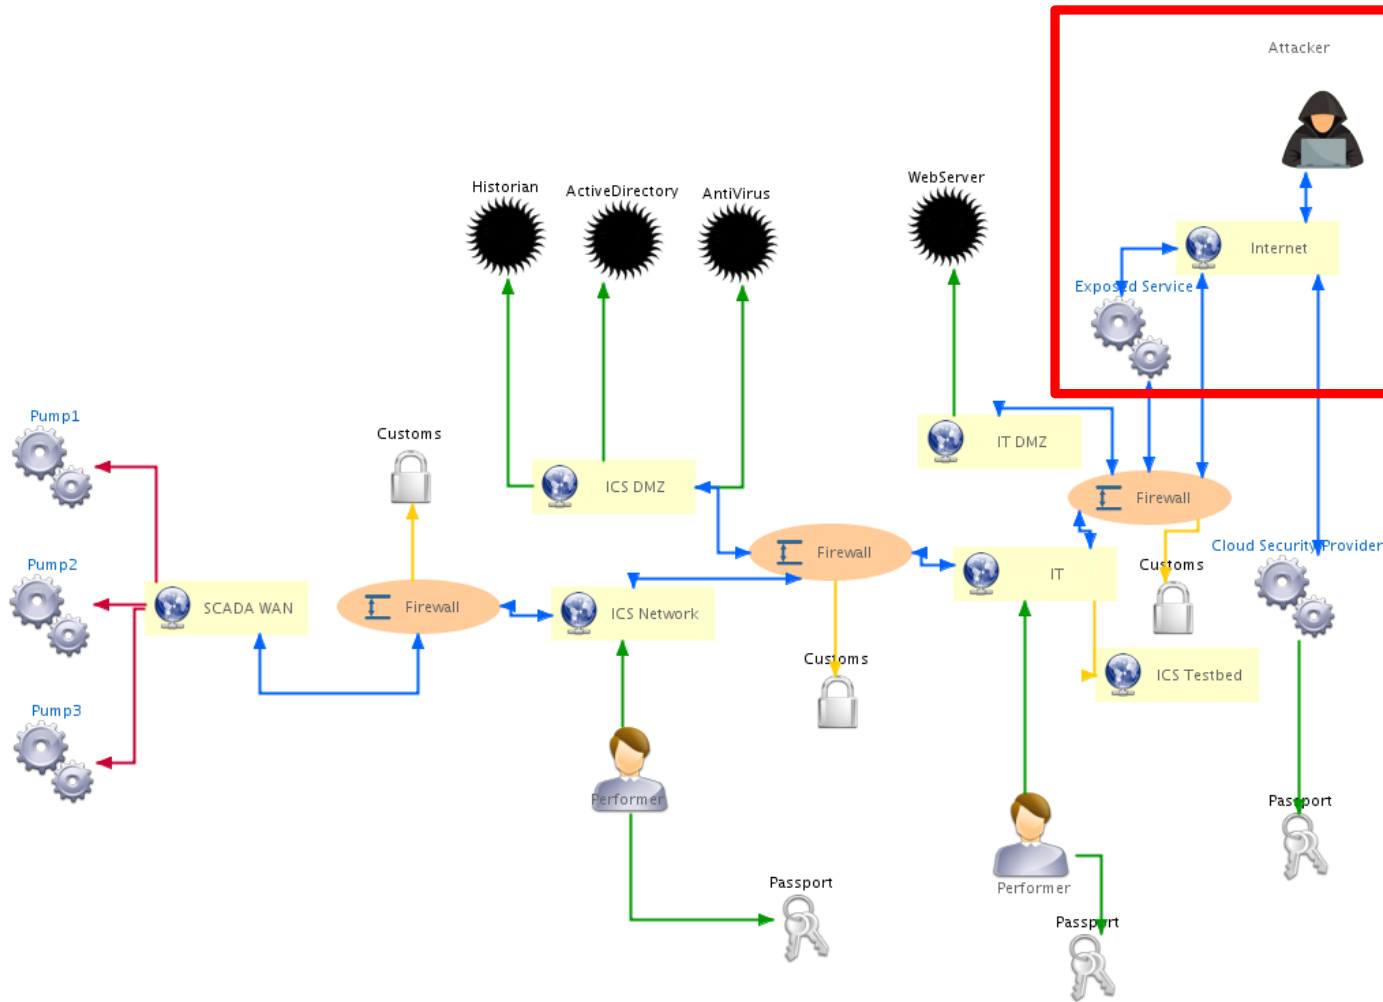 Attacker
Internet
Exposed Service
Historian
ActiveDirectory
AntiVirus
WebServer
Pump1
Customs
IT DMZ
ICS DMZ
Firewall
Firewall
Cloud Security Provider
Pump2
Customs
IT
SCADA WAN
Firewall
ICS Network
Customs
ICS Testbed
Pump3
Performer
Passport
Performer
Passport
Passport